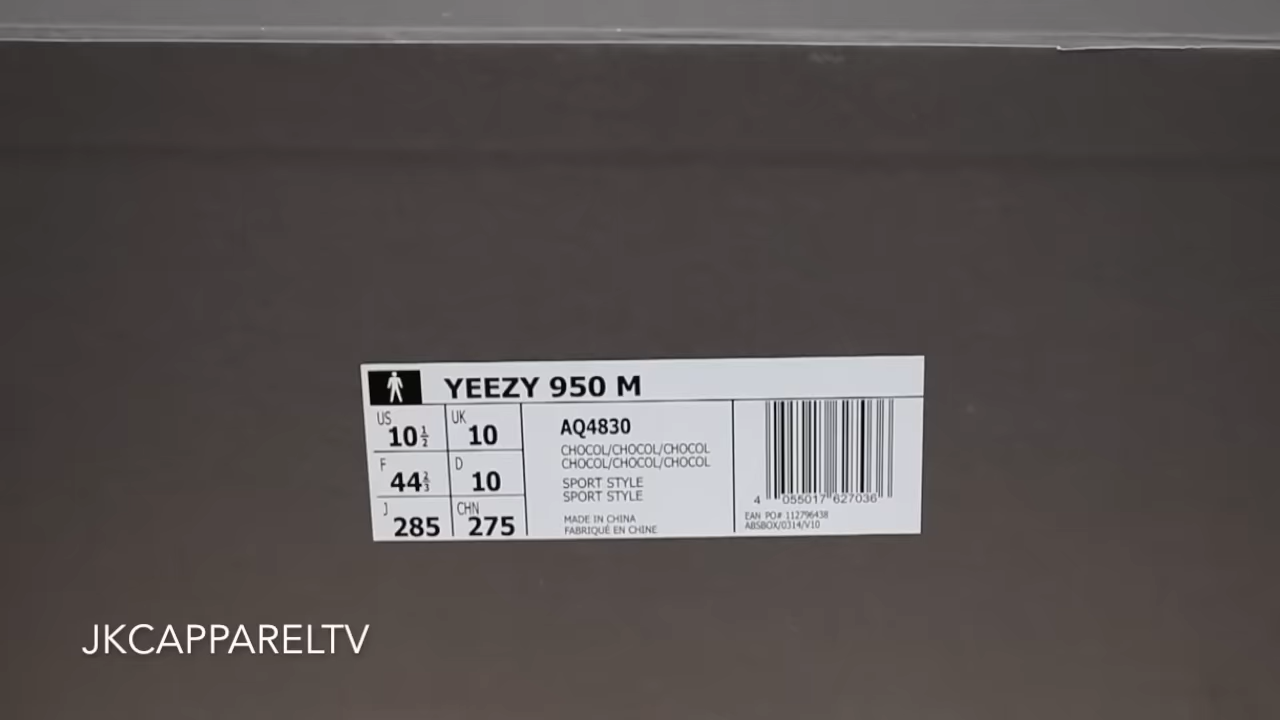 YEEZY 950 M
US
10½
UK
10
F
44⅔
D
10
J
285
CHN
275
AQ4830
CHOCOL/CHOCOL/CHOCOL
CHOCOL/CHOCOL/CHOCOL
SPORT STYLE
SPORT STYLE
MADE IN CHINA
FABRIQUÉ EN CHINE
4 055017 627036
EAN PO# 112796438
ABSBOX/0314/V10
JKCAPPARELTV